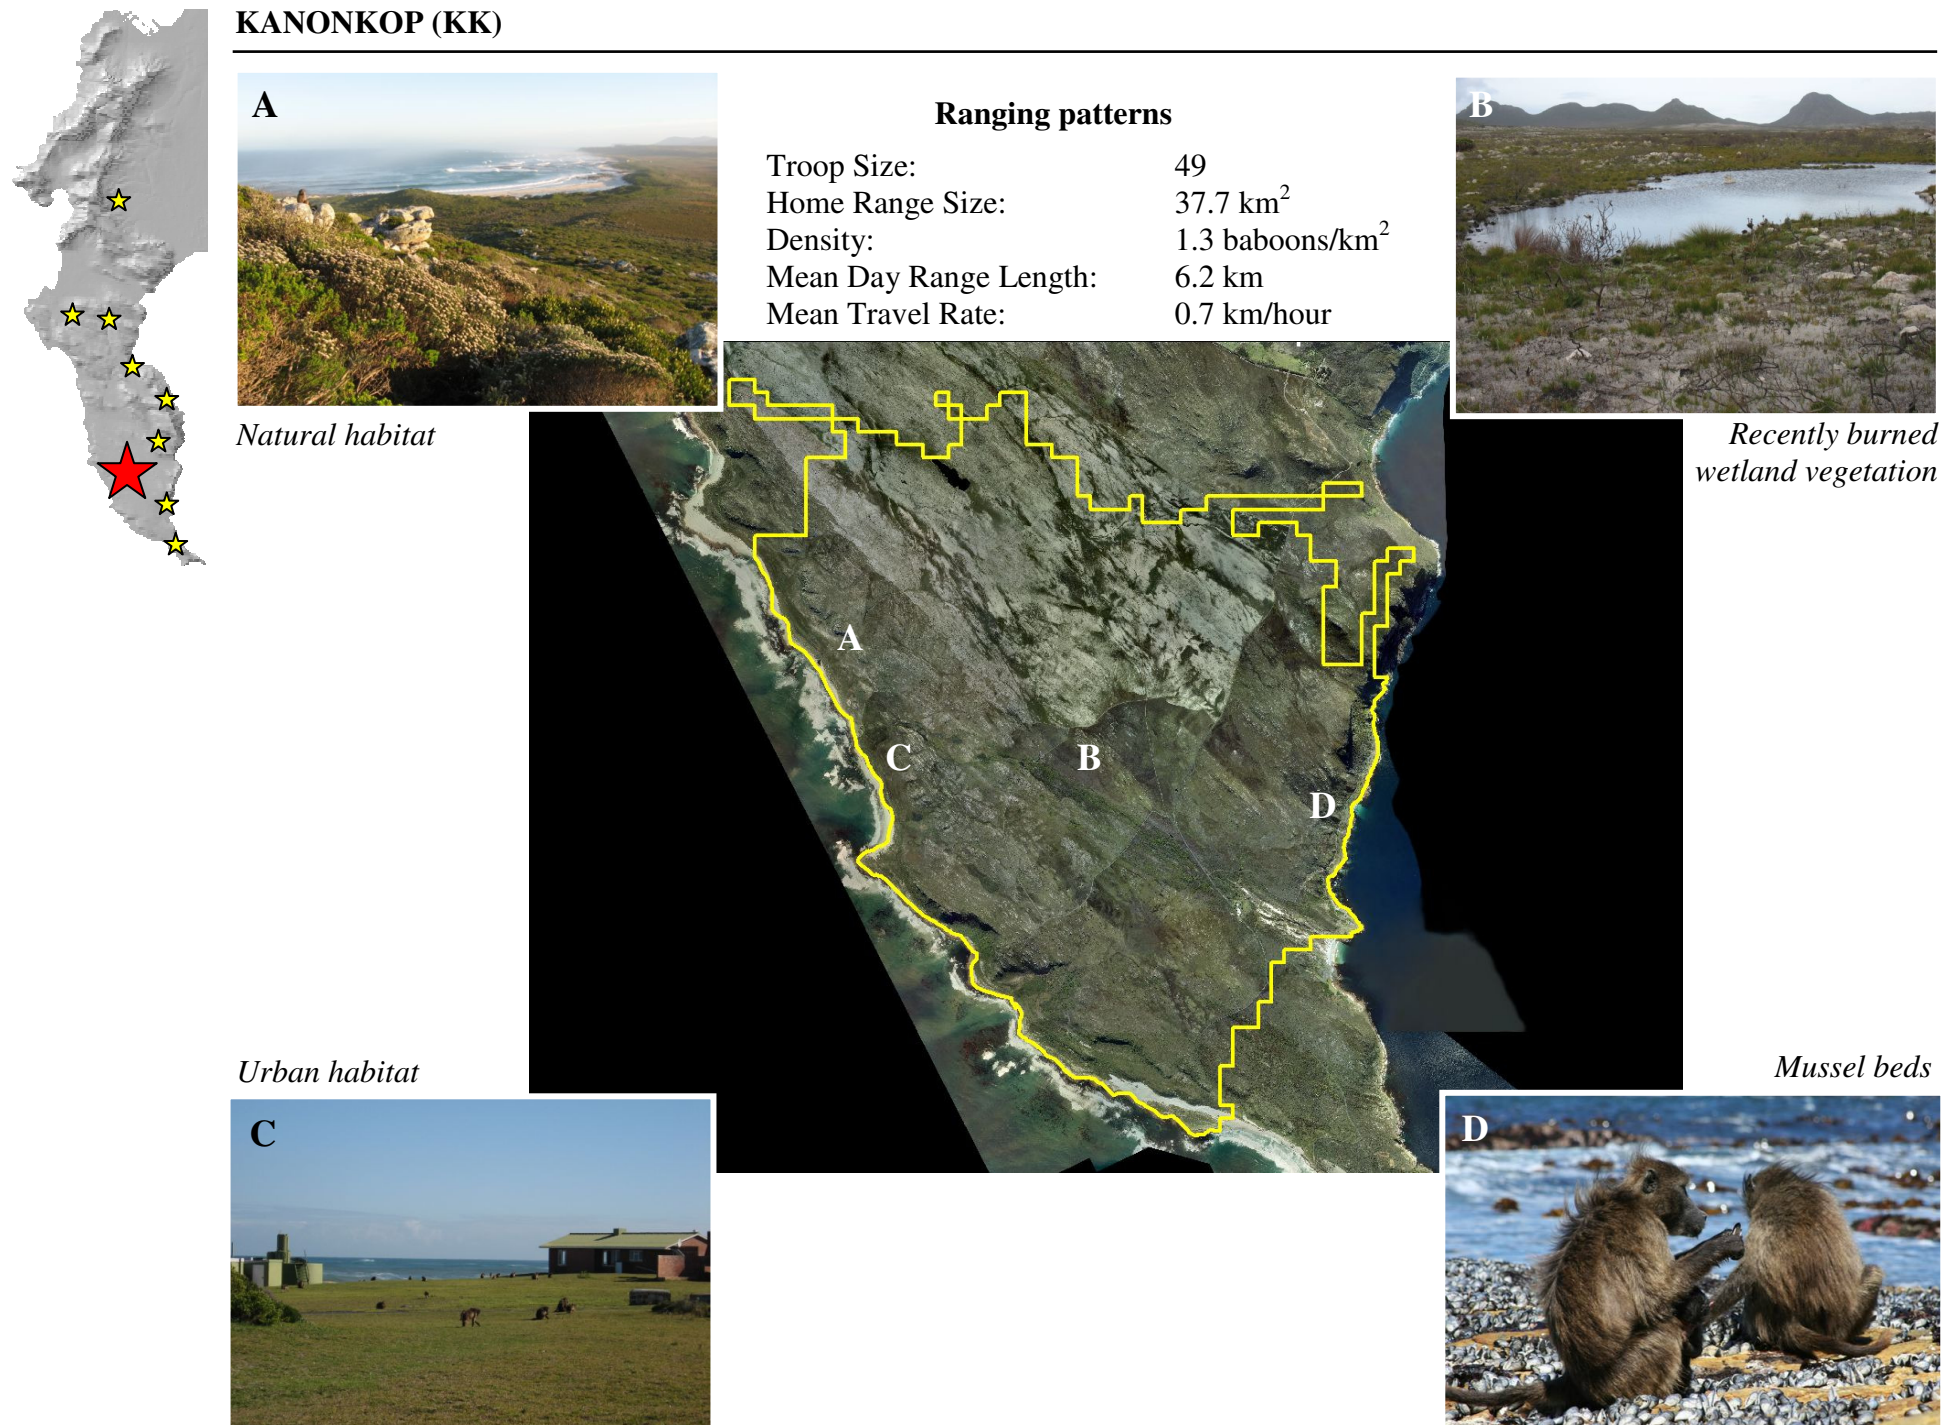 KANONKOP (KK)
A
Ranging patterns
Troop Size: 49
Home Range Size: 37.7 km²
Density: 1.3 baboons/km²
Mean Day Range Length: 6.2 km
Mean Travel Rate: 0.7 km/hour
B
Natural habitat
Recently burned
wetland vegetation
A
C
B
D
Urban habitat
Mussel beds
C
D